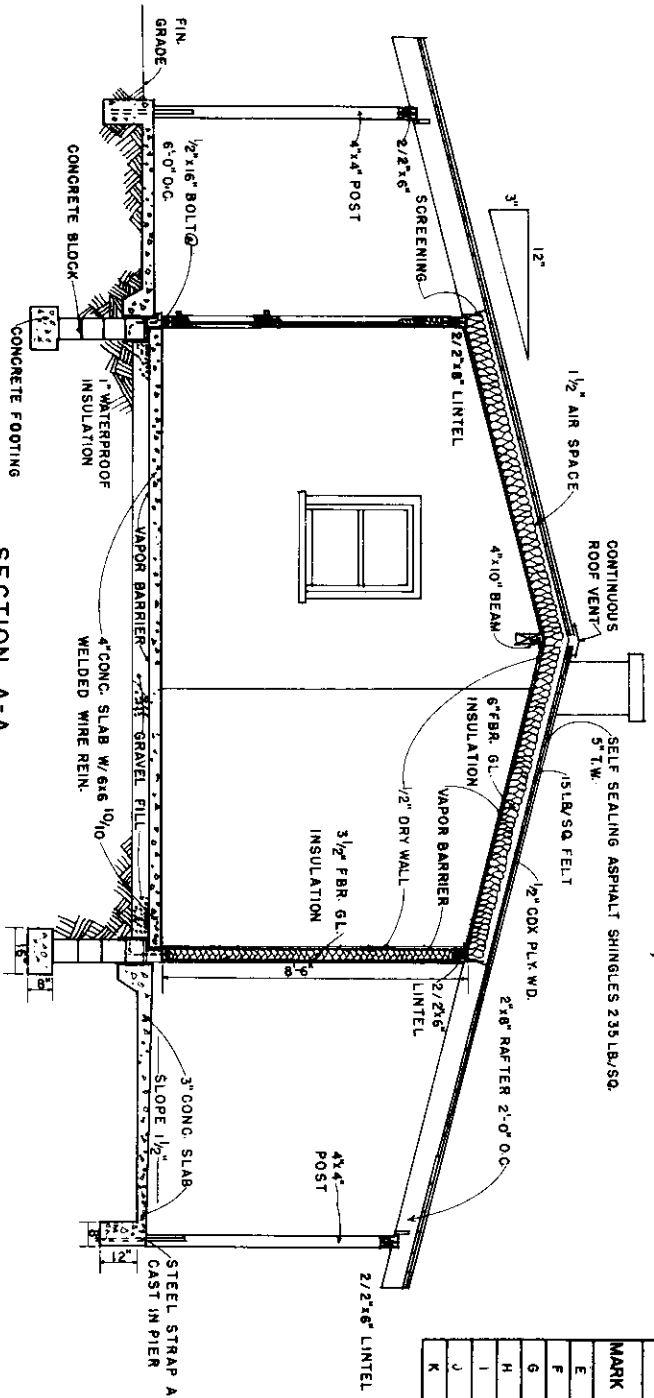 FIN.
GRADE
CONCRETE BLOCK
CONCRETE FOOTING
1/2"x16" BOLT @
6'-0" O.C.
4"x4" POST
2/2"x6"
SCREENING
3"
12"
1 1/2" AIR SPACE
2/2"x8" LINTEL
1" WATERPROOF
INSULATION
VAPOR BARRIER
4" CONC. SLAB W/ 6x6 10/10
WELDED WIRE REIN.
GRAVEL FILL
4"x10" BEAM
CONTINUOUS
ROOF VENT
SELF SEALING ASPHALT SHINGLES 235 LB./SQ.
5" T.W.
15 LB/SQ. FELT
1/2" CDX PLY. WD.
6" FBR. GL.
INSULATION
VAPOR BARRIER
1/2" DRY WALL
3 1/2" FBR. GL.
INSULATION
8'-6"
2/2"x6"
LINTEL
2"x8" RAFTER 2'-0" O.C.
16"
8"
3" CONC. SLAB
SLOPE 1 1/2"
4"x4"
POST
8"
12"
2/2"x6" LINTEL
STEEL STRAP A
CAST IN PIER
SECTION A-A
MARK
E
F
G
H
I
J
K